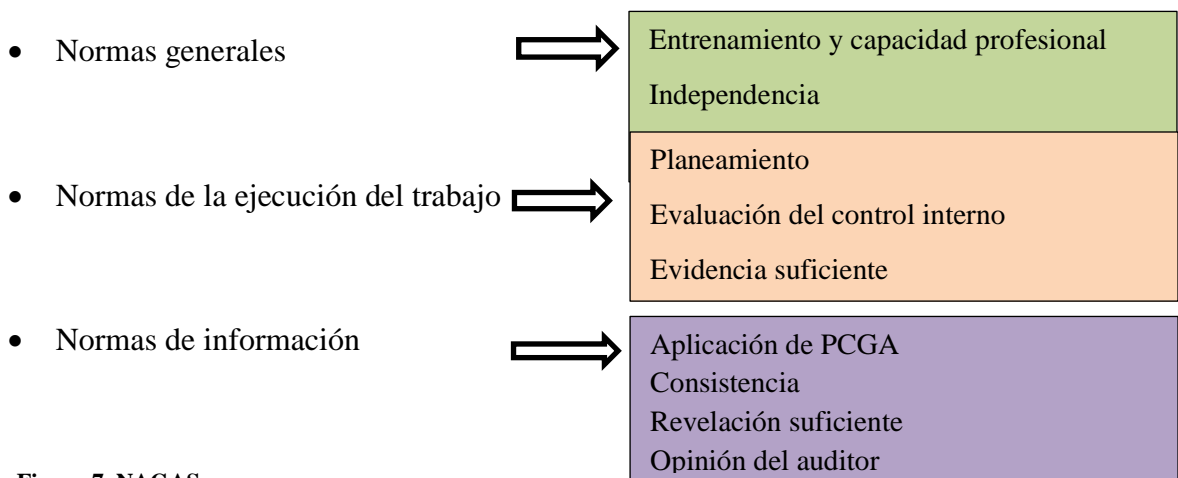 • Normas generales
Entrenamiento y capacidad profesional
Independencia
• Normas de la ejecución del trabajo
Planeamiento
Evaluación del control interno
Evidencia suficiente
• Normas de información
Aplicación de PCGA
Consistencia
Revelación suficiente
Opinión del auditor